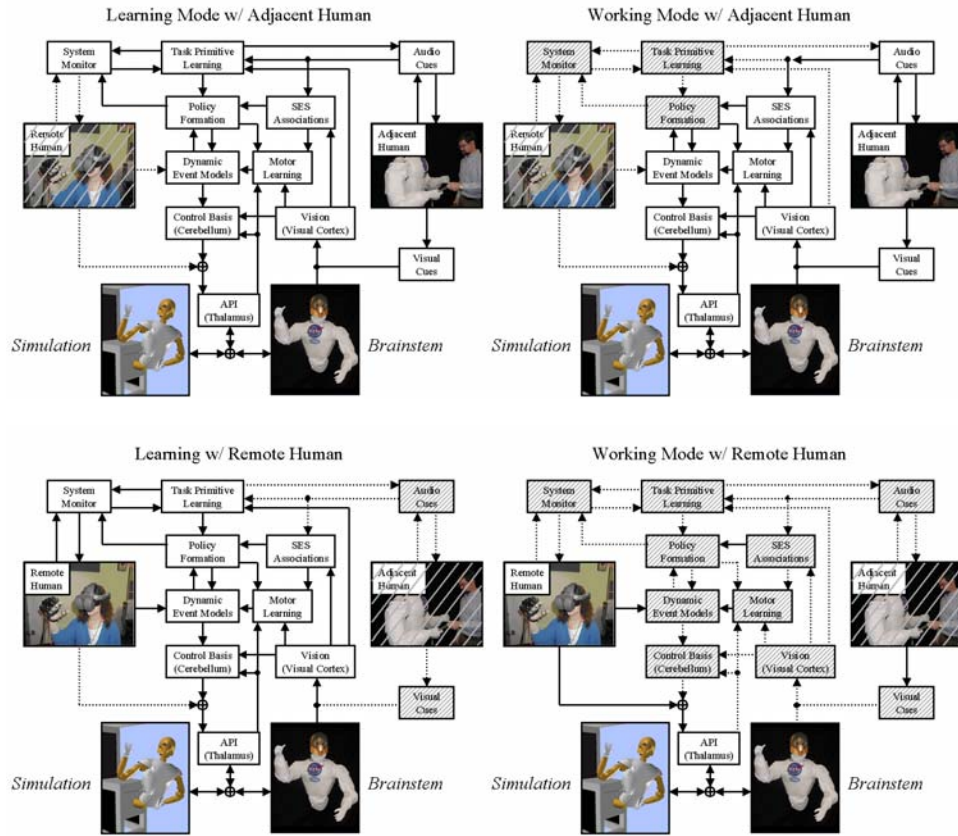 Learning Mode w/ Adjacent Human
System
Monitor
Task Primitive
Learning
Audio
Cues
Policy
Formation
SES
Associations
Remote
Human
Adjacent
Human
Dynamic
Event Models
Motor
Learning
Control Basis
(Cerebellum)
Vision
(Visual Cortex)
Visual
Cues
API
(Thalamus)
NASA
Simulation
Brainstem
Working Mode w/ Adjacent Human
System
Monitor
Task Primitive
Learning
Audio
Cues
Policy
Formation
SES
Associations
Remote
Human
Adjacent
Human
Dynamic
Event Models
Motor
Learning
Control Basis
(Cerebellum)
Vision
(Visual Cortex)
Visual
Cues
API
(Thalamus)
NASA
Simulation
Brainstem
Learning w/ Remote Human
System
Monitor
Task Primitive
Learning
Audio
Cues
Policy
Formation
SES
Associations
Remote
Human
Adjacent
Human
Dynamic
Event Models
Motor
Learning
Control Basis
(Cerebellum)
Vision
(Visual Cortex)
Visual
Cues
API
(Thalamus)
NASA
Simulation
Brainstem
Working Mode w/ Remote Human
System
Monitor
Task Primitive
Learning
Audio
Cues
Policy
Formation
SES
Associations
Remote
Human
Adjacent
Human
Dynamic
Event Models
Motor
Learning
Control Basis
(Cerebellum)
Vision
(Visual Cortex)
Visual
Cues
API
(Thalamus)
NASA
Simulation
Brainstem